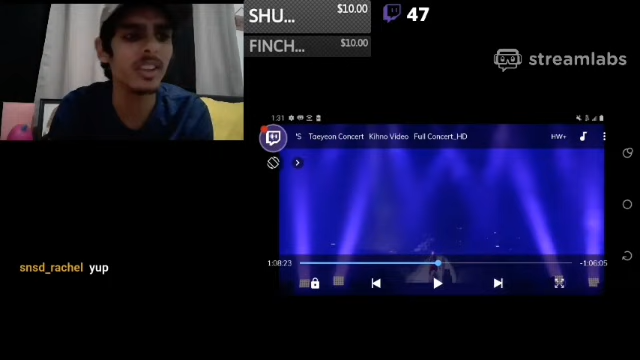 SHU... $10.00
FINCH... $10.00
47
streamlabs
1:31
'S Taeyeon Concert Kihno Video Full Concert_HD
HW+
1:08:23
-1:06:05
snsd_rachel yup